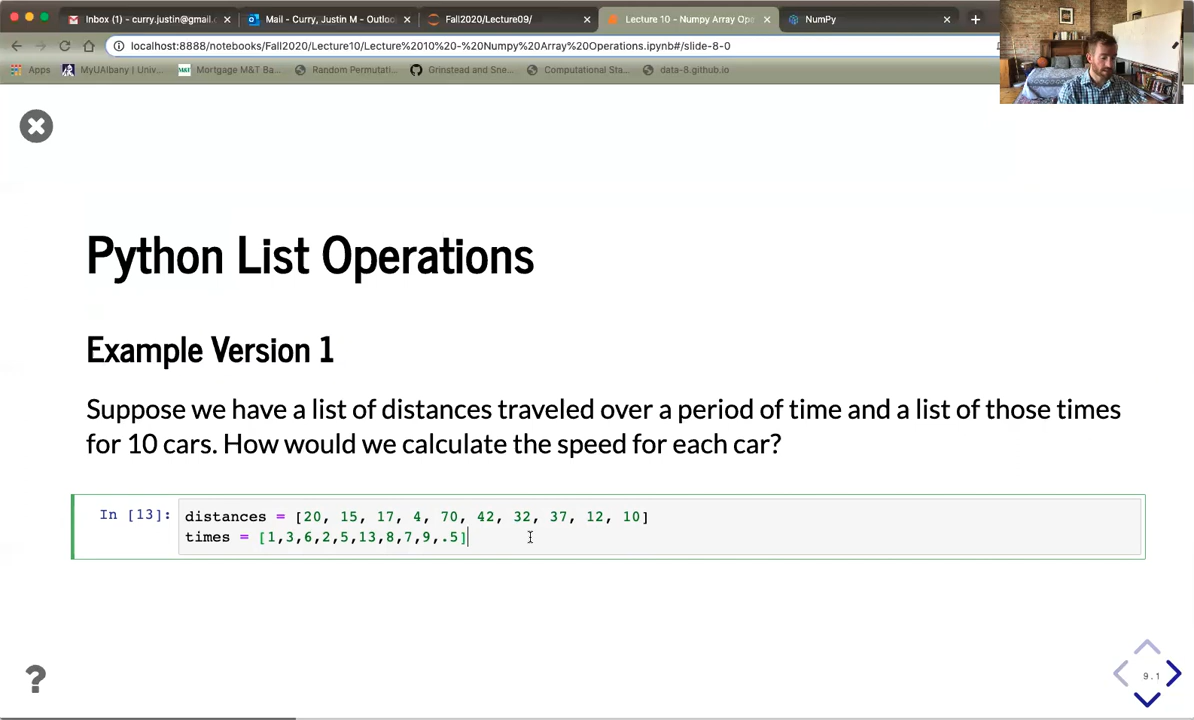 Inbox (1) - curry.justin@gmail.
Mail - Curry, Justin M - Outloo
Fall2020/Lecture09/
Lecture 10 - Numpy Array Ope
NumPy
localhost:8888/notebooks/Fall2020/Lecture10/Lecture%2010%20-%20Numpy%20Array%20Operations.ipynb#/slide-8-0
Apps
MyUAlbany | Univ...
Mortgage M&T Ba...
Random Permutati...
Grinstead and Sne...
Computational Sta...
data-8.github.io
Python List Operations
Example Version 1
Suppose we have a list of distances traveled over a period of time and a list of those times
for 10 cars. How would we calculate the speed for each car?
In [13]: distances = [20, 15, 17, 4, 70, 42, 32, 37, 12, 10]
times = [1,3,6,2,5,13,8,7,9,.5]
?
9.1